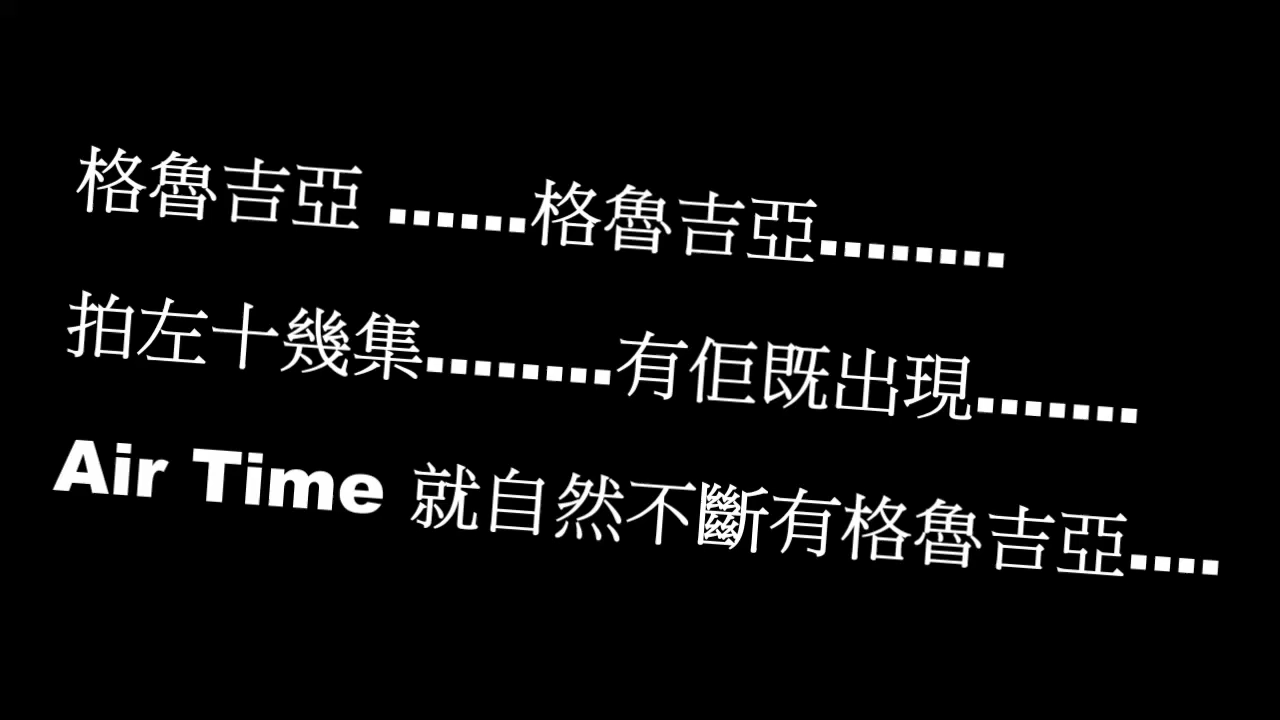 格魯吉亞 ......格魯吉亞........
拍左十幾集........有佢既出現.......
Air Time 就自然不斷有格魯吉亞....